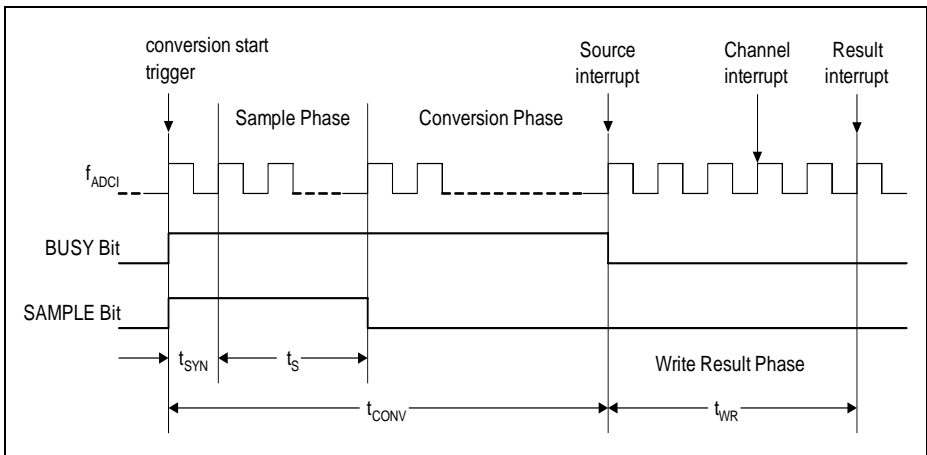 conversion start
trigger
Source
interrupt
Channel
interrupt
Result
interrupt
Sample Phase
Conversion Phase
fADCI
BUSY Bit
SAMPLE Bit
tSYN
tS
Write Result Phase
tCONV
tWR